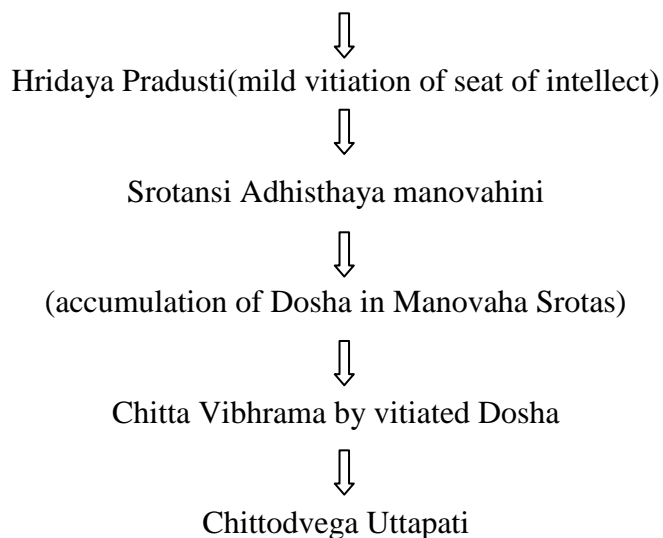 Hridaya Pradusti(mild vitiation of seat of intellect)
Srotansi Adhisthaya manovahini
(accumulation of Dosha in Manovaha Srotas)
Chitta Vibhrama by vitiated Dosha
Chittodvega Uttapati